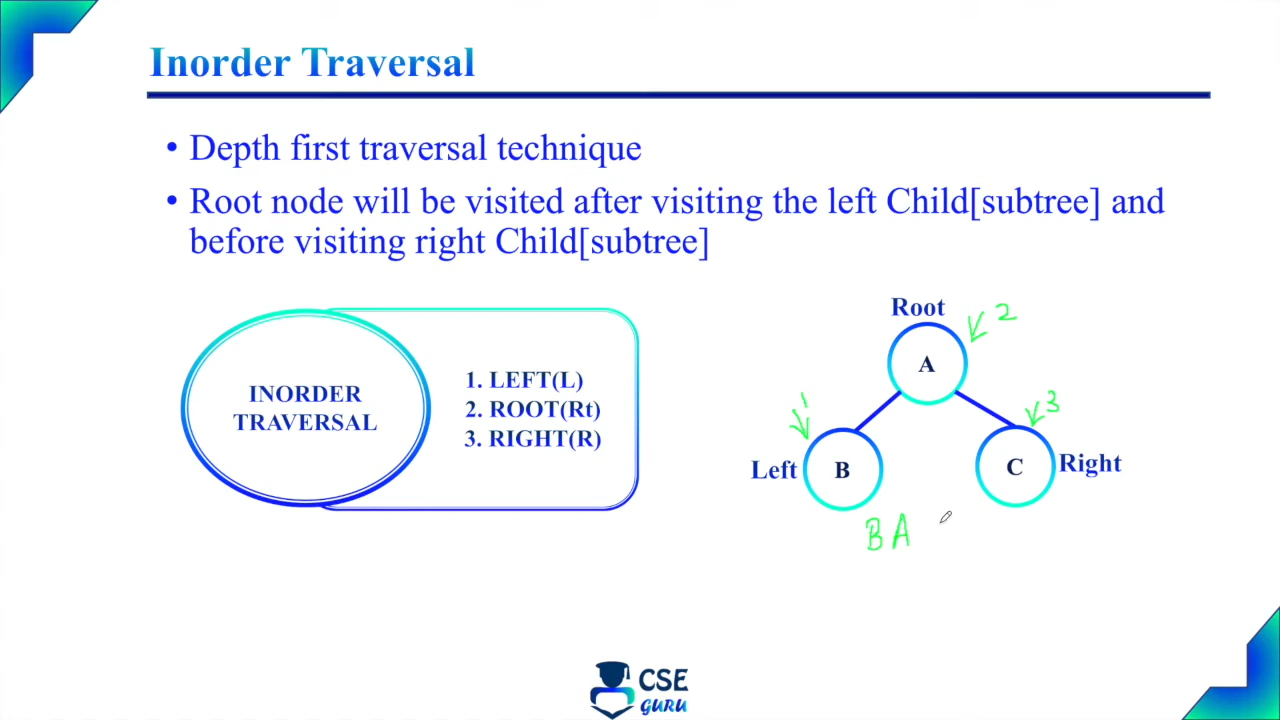 Inorder Traversal
• Depth first traversal technique
• Root node will be visited after visiting the left Child[subtree] and
before visiting right Child[subtree]
INORDER
TRAVERSAL
1. LEFT(L)
2. ROOT(Rt)
3. RIGHT(R)
Root
2
A
1
3
Left
B
C
Right
B A
CSE
GURU